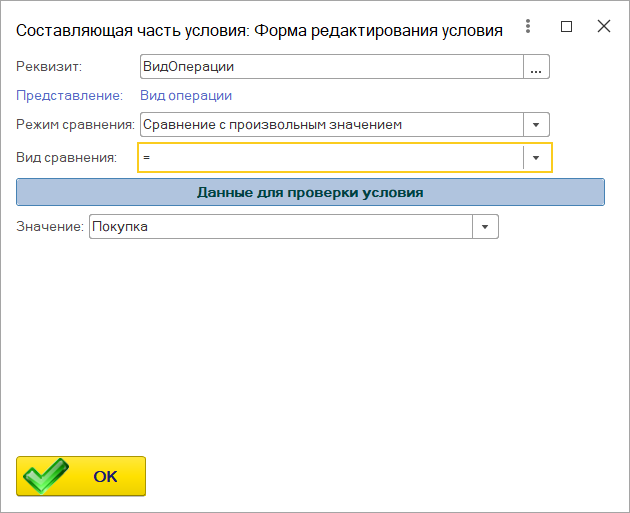 Составляющая часть условия: Форма редактирования условия
Реквизит: ВидОперации ...
Представление: Вид операции
Режим сравнения: Сравнение с произвольным значением
Вид сравнения: =
Данные для проверки условия
Значение: Покупка
ОК